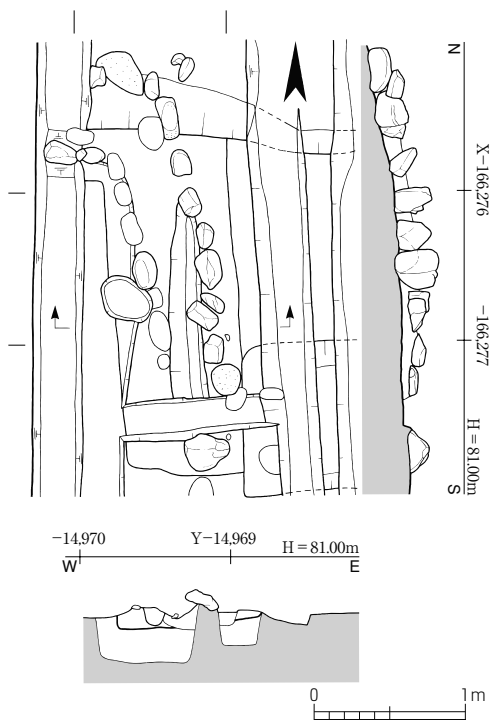 N
X-166,276
-166,277
H = 81.00m
S
-14,970
Y-14,969
H = 81.00m
W
E
0
1m